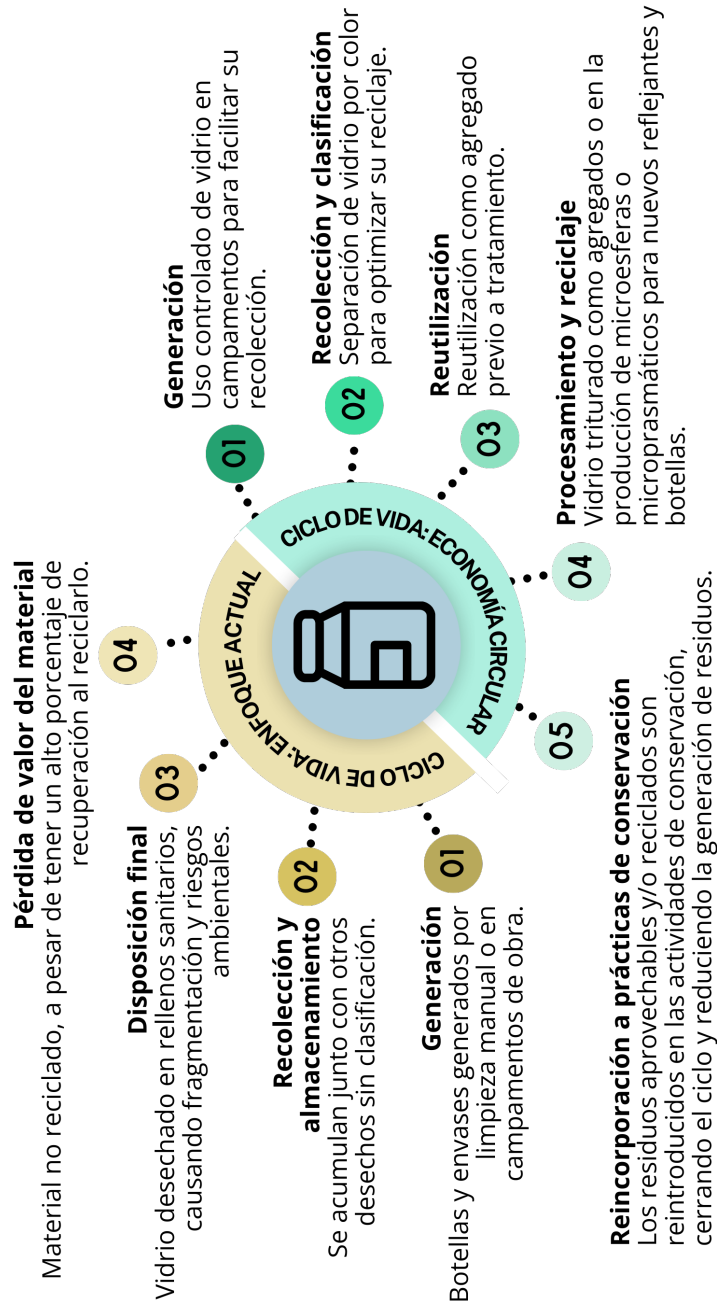 Pérdida de valor del material
Material no reciclado, a pesar de tener un alto porcentaje de
recuperación al reciclarlo.
04
Disposición final
Vidrio desechado en rellenos sanitarios,
causando fragmentación y riesgos
ambientales.
03
Recolección y
almacenamiento
Se acumulan junto con otros
desechos sin clasificación.
02
Generación
Botellas y envases generados por
limpieza manual o en
campamentos de obra.
01
CICLO DE VIDA: ENFOQUE ACTUAL
CICLO DE VIDA: ECONOMÍA CIRCULAR
01
Generación
Uso controlado de vidrio en
campamentos para facilitar su
recolección.
02
Recolección y clasificación
Separación de vidrio por color
para optimizar su reciclaje.
03
Reutilización
Reutilización como agregado
previo a tratamiento.
04
Procesamiento y reciclaje
Vidrio triturado como agregados o en la
producción de microesferas o
microprasmáticos para nuevos reflejantes y
botellas.
05
Reincorporación a prácticas de conservación
Los residuos aprovechables y/o reciclados son
reintroducidos en las actividades de conservación,
cerrando el ciclo y reduciendo la generación de residuos.